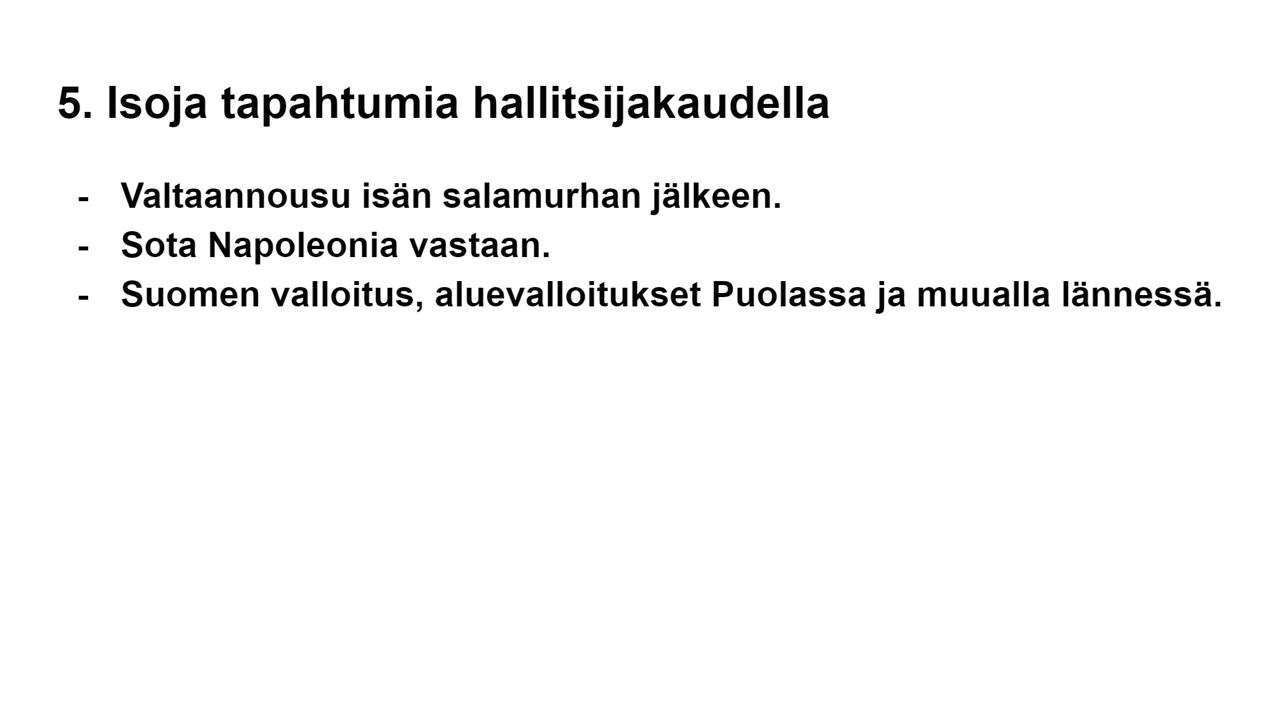 5. Isoja tapahtumia hallitsijakaudella
- Valtaannousu isän salamurhan jälkeen.
- Sota Napoleonia vastaan.
- Suomen valloitus, aluevalloitukset Puolassa ja muualla lännessä.